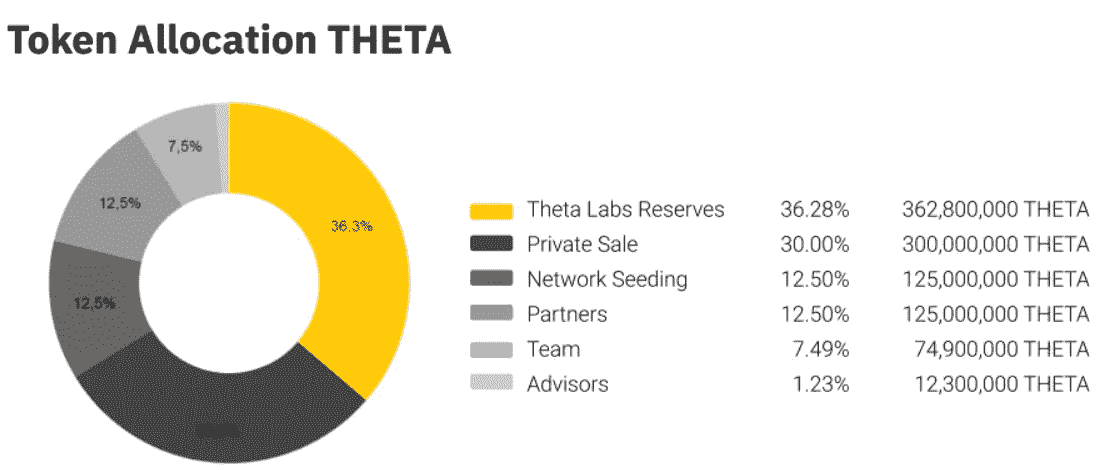 Token Allocation THETA
7,5%
12,5%
36.3%
12,5%
Theta Labs Reserves 36.28% 362,800,000 THETA
Private Sale 30.00% 300,000,000 THETA
Network Seeding 12.50% 125,000,000 THETA
Partners 12.50% 125,000,000 THETA
Team 7.49% 74,900,000 THETA
Advisors 1.23% 12,300,000 THETA